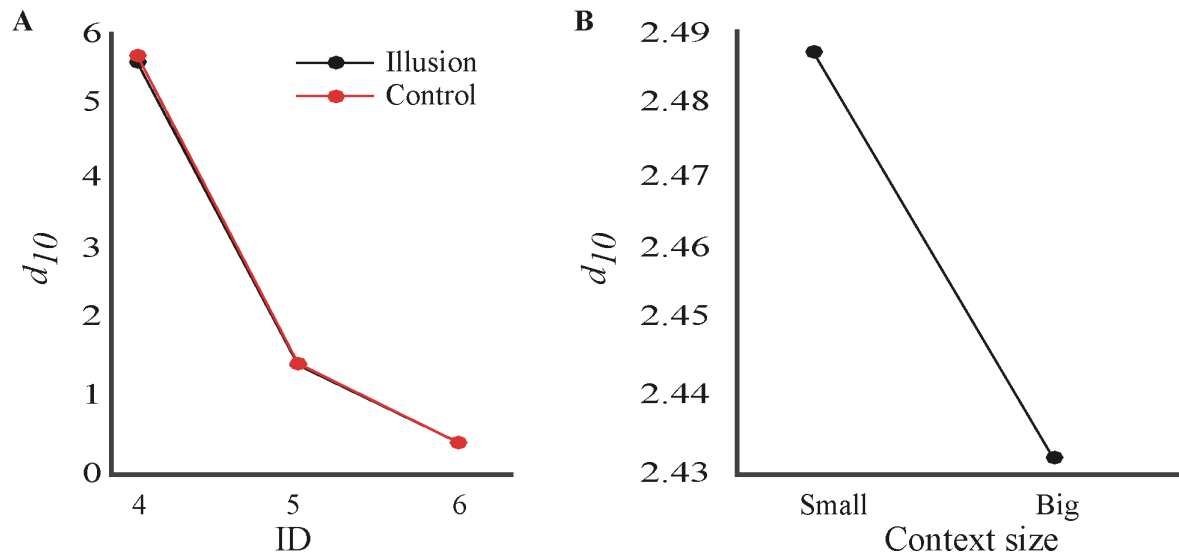 A
6
5
4
3
2
1
0
d10
4
5
6
ID
Illusion
Control
B
2.49
2.48
2.47
2.46
2.45
2.44
2.43
d10
Small
Big
Context size